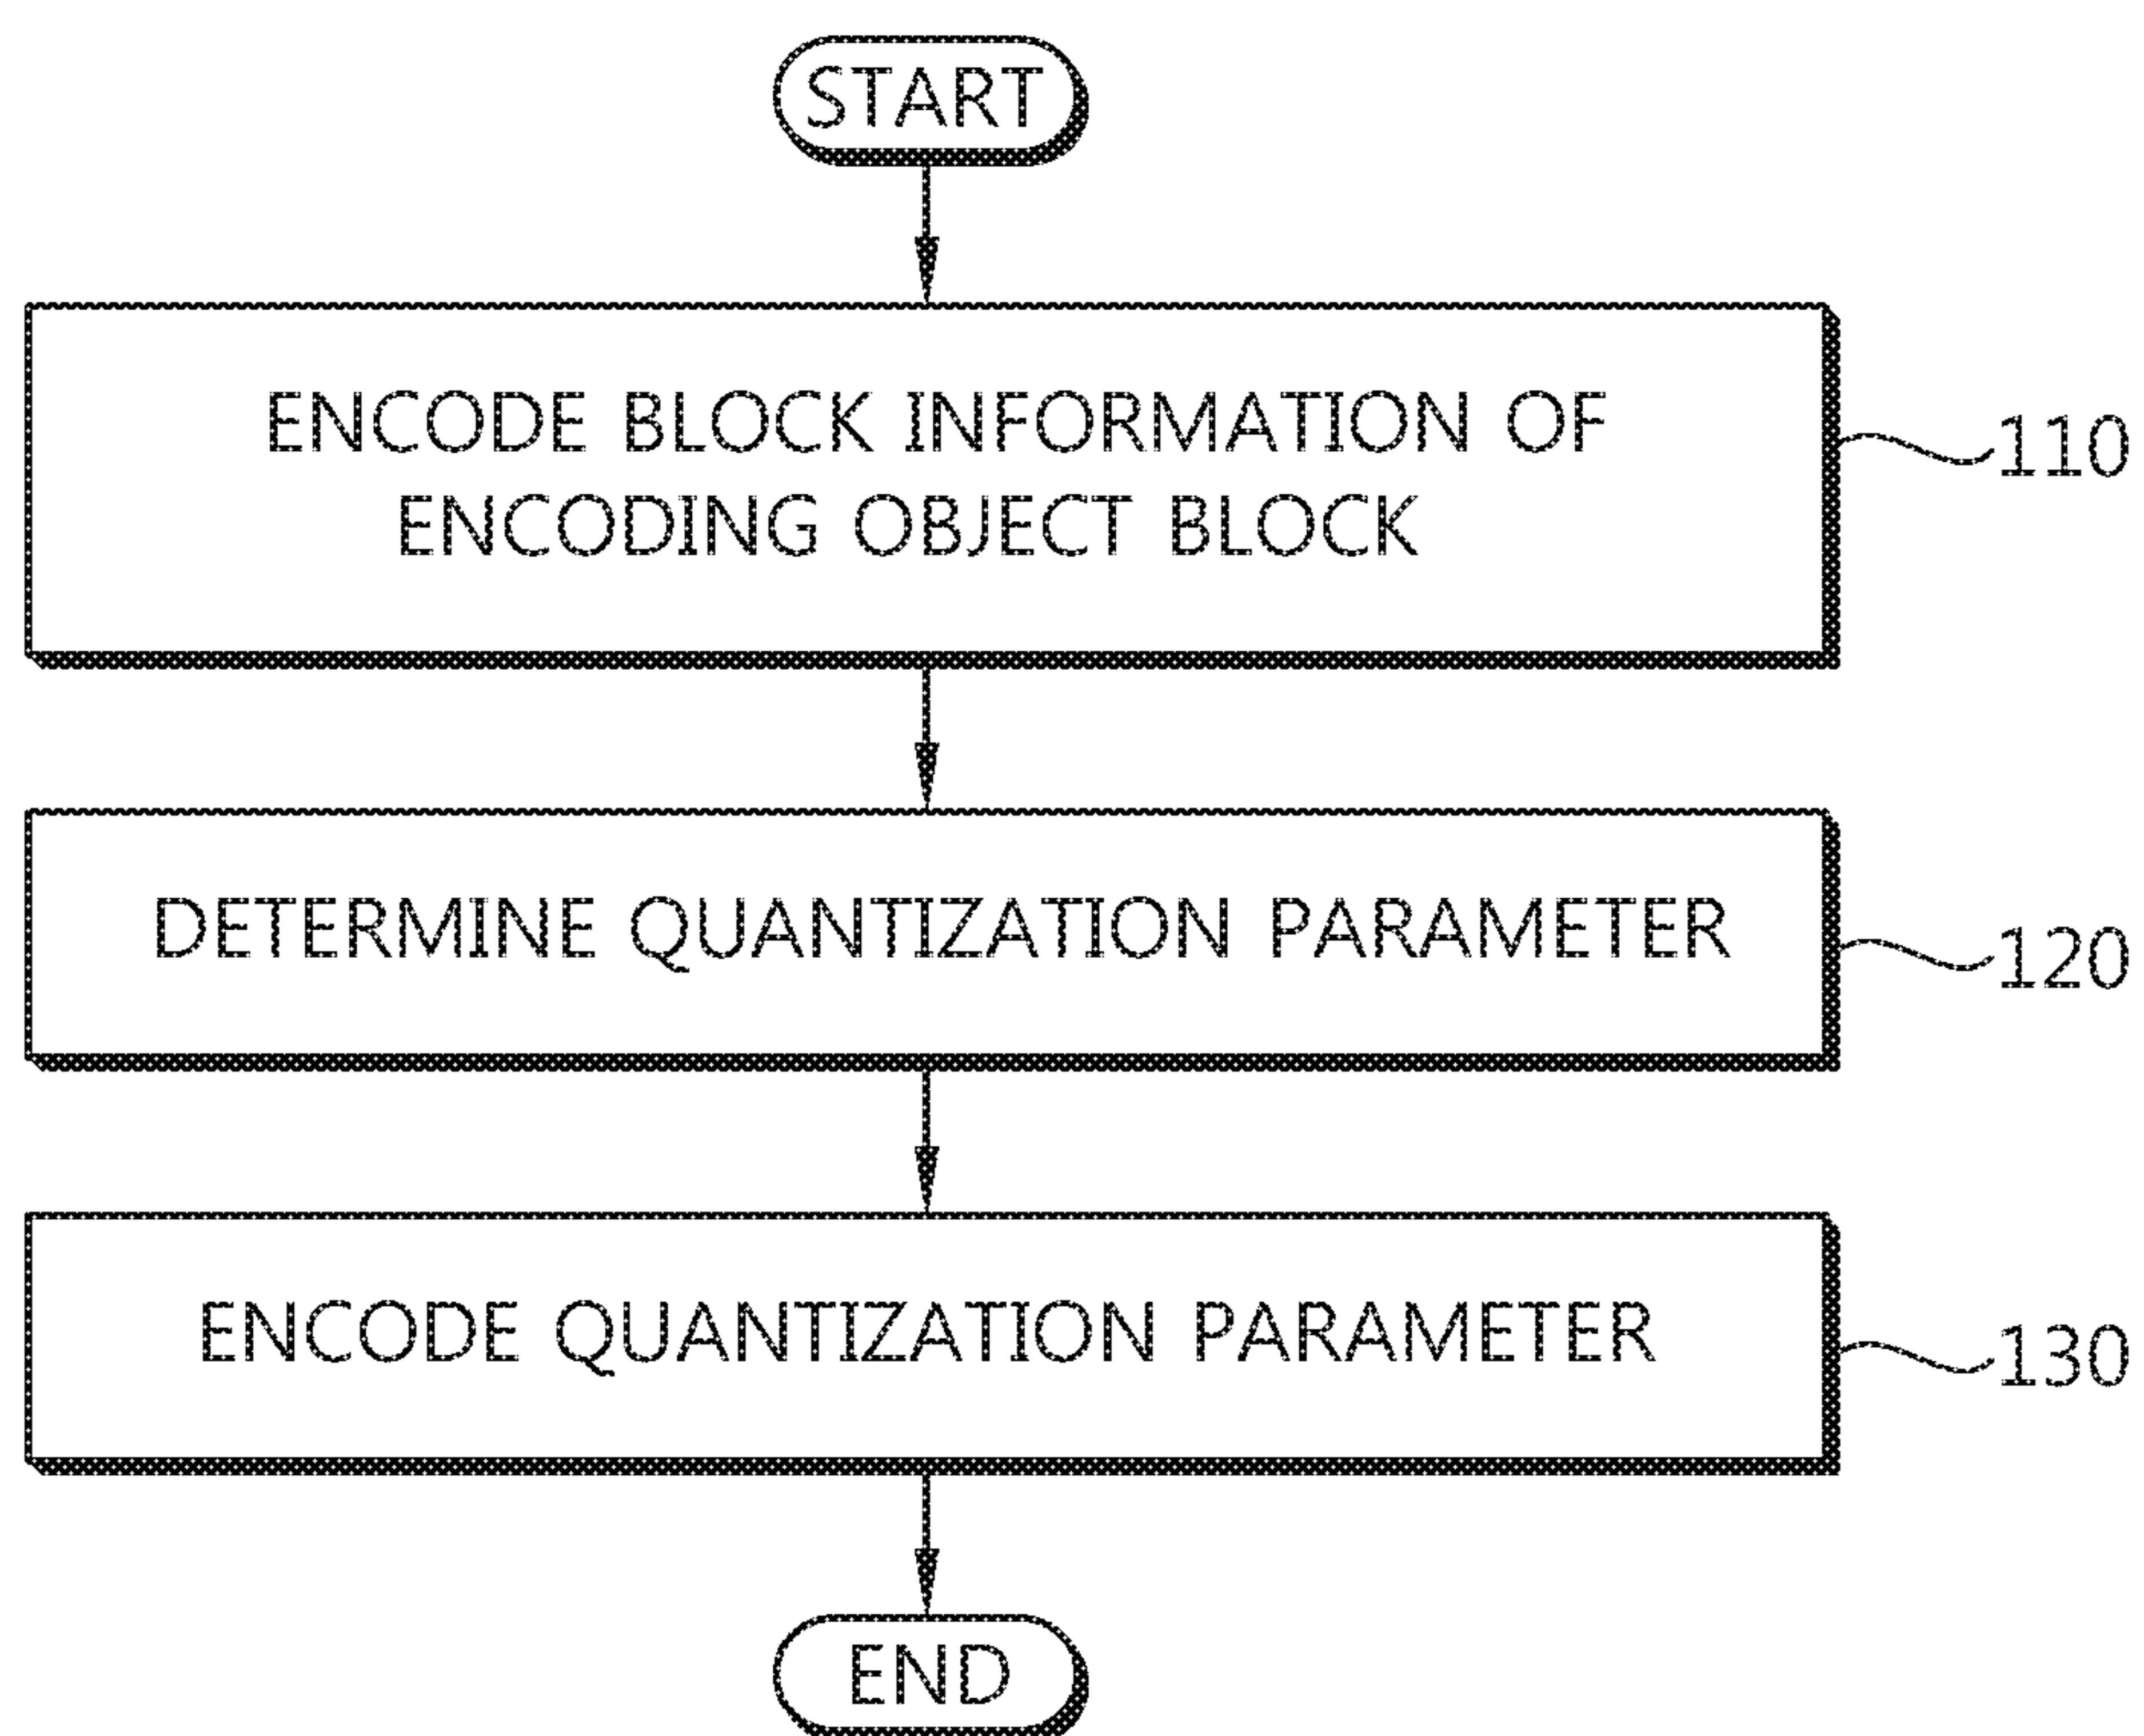 START
ENCODE BLOCK INFORMATION OF
ENCODING OBJECT BLOCK
110
DETERMINE QUANTIZATION PARAMETER
120
ENCODE QUANTIZATION PARAMETER
130
END